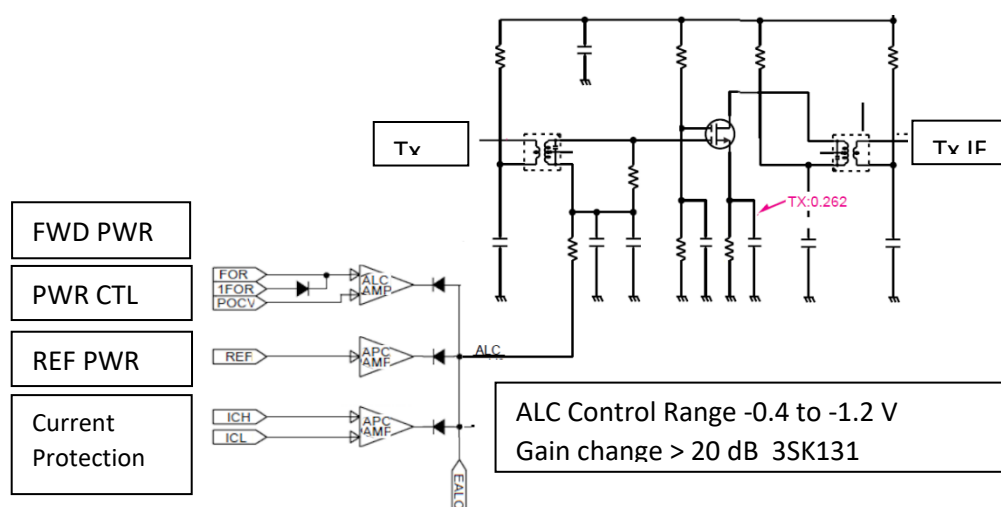 Tx
Tx IF
TX:0.262
FWD PWR
PWR CTL
REF PWR
Current
Protection
FOR
1FOR
POCV
ALC
AMP
REF
APC
AMP
ALC
ICH
ICL
APC
AMP
EALC
ALC Control Range -0.4 to -1.2 V
Gain change > 20 dB 3SK131